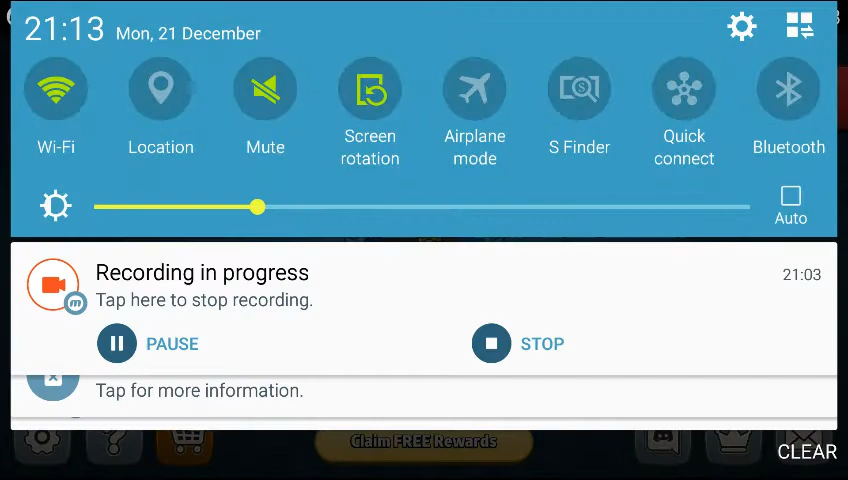 21:13 Mon, 21 December
Wi-Fi
Location
Mute
Screen rotation
Airplane mode
S Finder
Quick connect
Bluetooth
Auto
Recording in progress
21:03
Tap here to stop recording.
PAUSE
STOP
Tap for more information.
Claim FREE Rewards
CLEAR